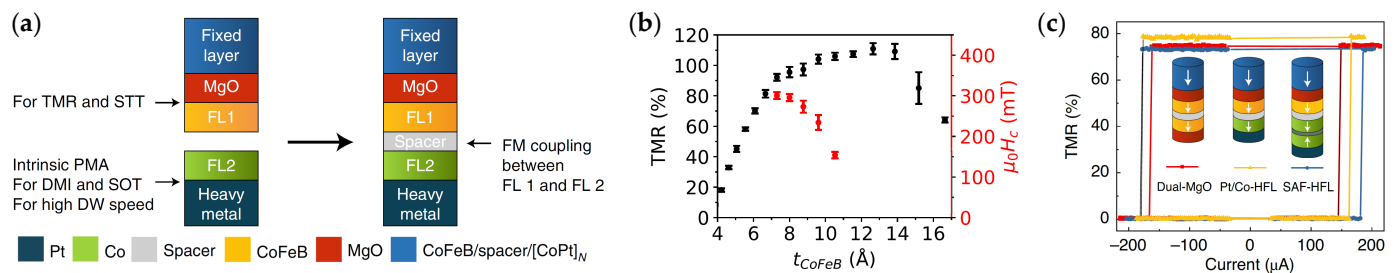 (a)
Fixed
layer
MgO
FL1
For TMR and STT
Intrinsic PMA
For DMI and SOT
For high DW speed
FL2
Heavy
metal
Fixed
layer
MgO
FL1
Spacer
FL2
Heavy
metal
FM coupling
between
FL 1 and FL 2
Pt
Co
Spacer
CoFeB
MgO
CoFeB/spacer/[CoPt]N
(b)
TMR (%)
120
100
80
60
40
20
0
4
6
8
10
12
14
16
tCoFeB (Å)
400
300
200
100
0
μ0Hc (mT)
(c)
TMR (%)
80
60
40
20
0
Dual-MgO
Pt/Co-HFL
SAF-HFL
−200
−100
0
100
200
Current (μA)